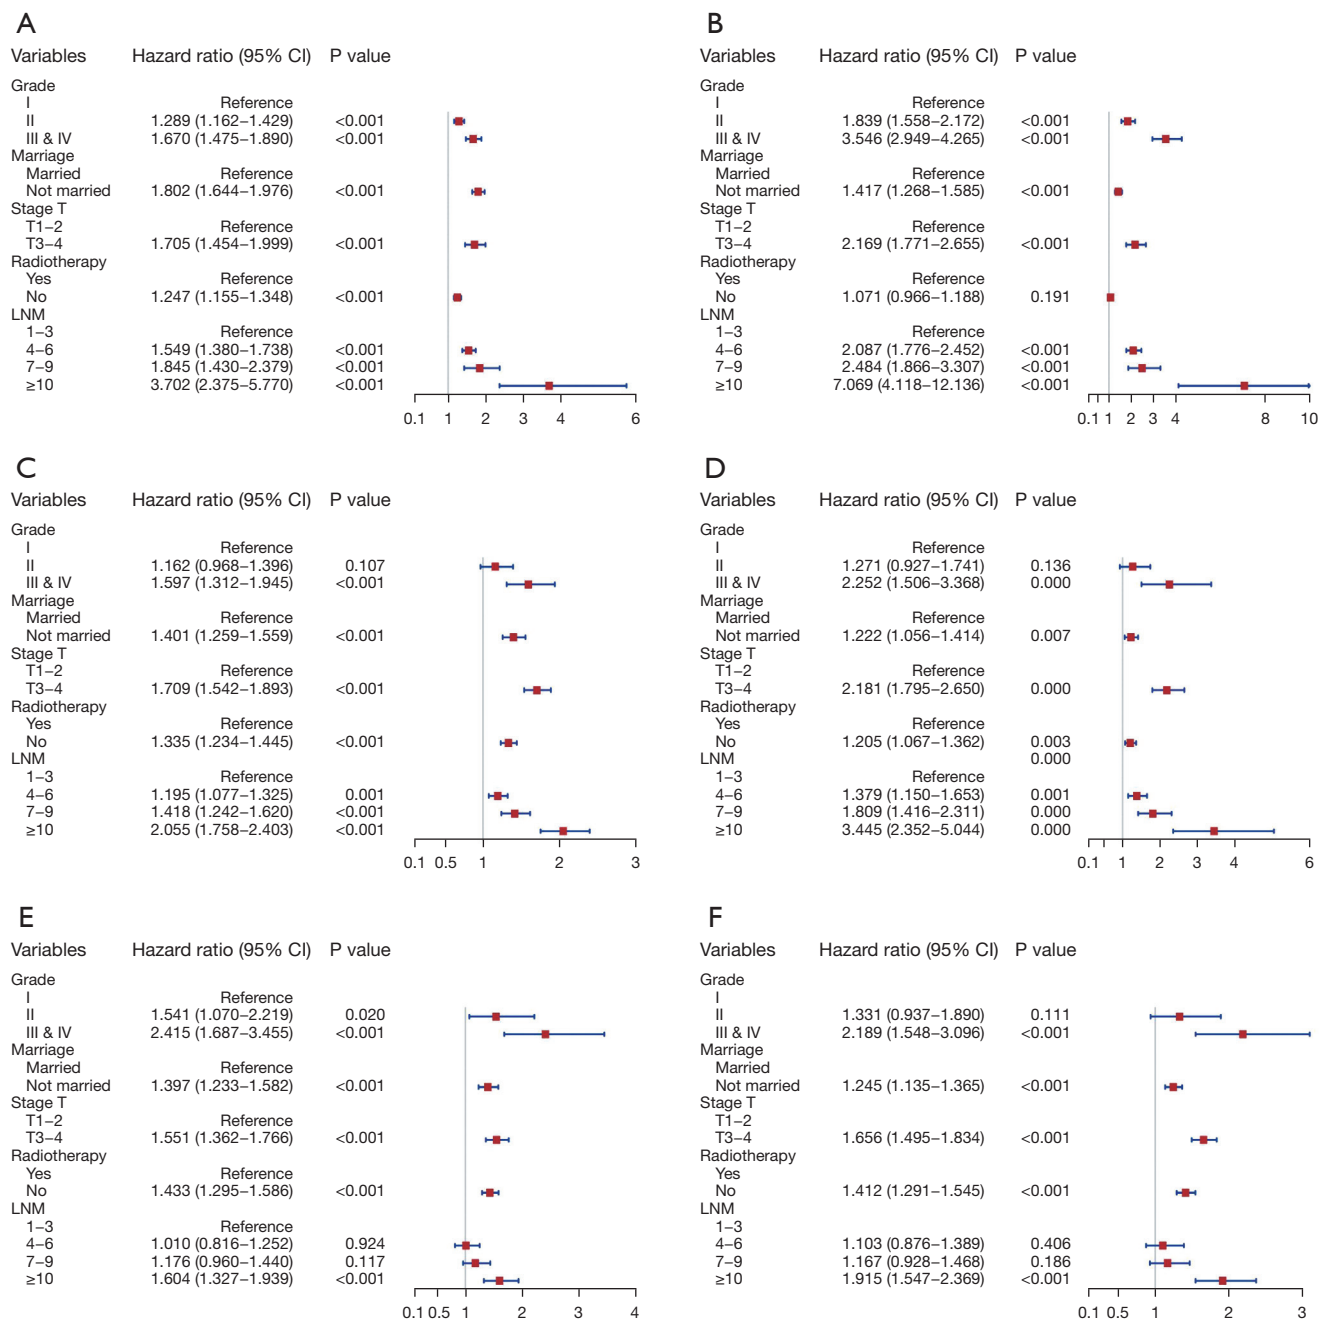 A
Variables Hazard ratio (95% CI) P value
Grade
I Reference
II 1.289 (1.162–1.429) <0.001
III & IV 1.670 (1.475–1.890) <0.001
Marriage
Married Reference
Not married 1.802 (1.644–1.976) <0.001
Stage T
T1–2 Reference
T3–4 1.705 (1.454–1.999) <0.001
Radiotherapy
Yes Reference
No 1.247 (1.155–1.348) <0.001
LNM
1–3 Reference
4–6 1.549 (1.380–1.738) <0.001
7–9 1.845 (1.430–2.379) <0.001
≥10 3.702 (2.375–5.770) <0.001
0.1 1 2 3 4 6
B
Variables Hazard ratio (95% CI) P value
Grade
I Reference
II 1.839 (1.558–2.172) <0.001
III & IV 3.546 (2.949–4.265) <0.001
Marriage
Married Reference
Not married 1.417 (1.268–1.585) <0.001
Stage T
T1–2 Reference
T3–4 2.169 (1.771–2.655) <0.001
Radiotherapy
Yes Reference
No 1.071 (0.966–1.188) 0.191
LNM
1–3 Reference
4–6 2.087 (1.776–2.452) <0.001
7–9 2.484 (1.866–3.307) <0.001
≥10 7.069 (4.118–12.136) <0.001
0.1 1 2 3 4 8 10
C
Variables Hazard ratio (95% CI) P value
Grade
I Reference
II 1.162 (0.968–1.396) 0.107
III & IV 1.597 (1.312–1.945) <0.001
Marriage
Married Reference
Not married 1.401 (1.259–1.559) <0.001
Stage T
T1–2 Reference
T3–4 1.709 (1.542–1.893) <0.001
Radiotherapy
Yes Reference
No 1.335 (1.234–1.445) <0.001
LNM
1–3 Reference
4–6 1.195 (1.077–1.325) 0.001
7–9 1.418 (1.242–1.620) <0.001
≥10 2.055 (1.758–2.403) <0.001
0.1 0.5 1 2 3
D
Variables Hazard ratio (95% CI) P value
Grade
I Reference
II 1.271 (0.927–1.741) 0.136
III & IV 2.252 (1.506–3.368) 0.000
Marriage
Married Reference
Not married 1.222 (1.056–1.414) 0.007
Stage T
T1–2 Reference
T3–4 2.181 (1.795–2.650) 0.000
Radiotherapy
Yes Reference
No 1.205 (1.067–1.362) 0.003
LNM 0.000
1–3 Reference
4–6 1.379 (1.150–1.653) 0.001
7–9 1.809 (1.416–2.311) 0.000
≥10 3.445 (2.352–5.044) 0.000
0.1 1 2 3 4 6
E
Variables Hazard ratio (95% CI) P value
Grade
I Reference
II 1.541 (1.070–2.219) 0.020
III & IV 2.415 (1.687–3.455) <0.001
Marriage
Married Reference
Not married 1.397 (1.233–1.582) <0.001
Stage T
T1–2 Reference
T3–4 1.551 (1.362–1.766) <0.001
Radiotherapy
Yes Reference
No 1.433 (1.295–1.586) <0.001
LNM
1–3 Reference
4–6 1.010 (0.816–1.252) 0.924
7–9 1.176 (0.960–1.440) 0.117
≥10 1.604 (1.327–1.939) <0.001
0.1 0.5 1 2 3 4
F
Variables Hazard ratio (95% CI) P value
Grade
I
II 1.331 (0.937–1.890) 0.111
III & IV 2.189 (1.548–3.096) <0.001
Marriage
Married
Not married 1.245 (1.135–1.365) <0.001
Stage T
T1–2
T3–4 1.656 (1.495–1.834) <0.001
Radiotherapy
Yes
No 1.412 (1.291–1.545) <0.001
LNM
1–3
4–6 1.103 (0.876–1.389) 0.406
7–9 1.167 (0.928–1.468) 0.186
≥10 1.915 (1.547–2.369) <0.001
0.1 0.5 1 2 3